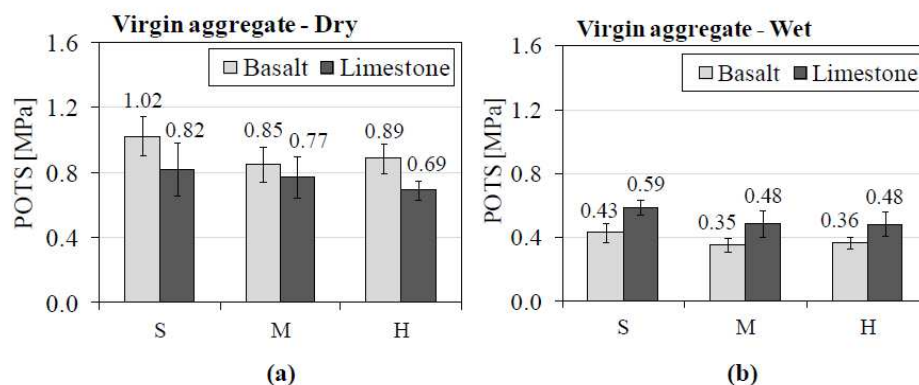 Virgin aggregate - Dry
POTS [MPa]
1.6
1.2
0.8
0.4
0.0
Basalt Limestone
1.02
0.82
0.85
0.77
0.89
0.69
S M H
(a)
Virgin aggregate - Wet
POTS [MPa]
1.6
1.2
0.8
0.4
0.0
Basalt Limestone
0.43
0.59
0.35
0.48
0.36
0.48
S M H
(b)